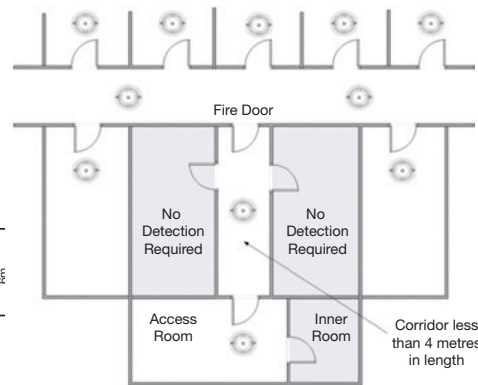 Fire Door
No
Detection
Required
No
Detection
Required
Access
Room
Inner
Room
Corridor less
than 4 metres
in length